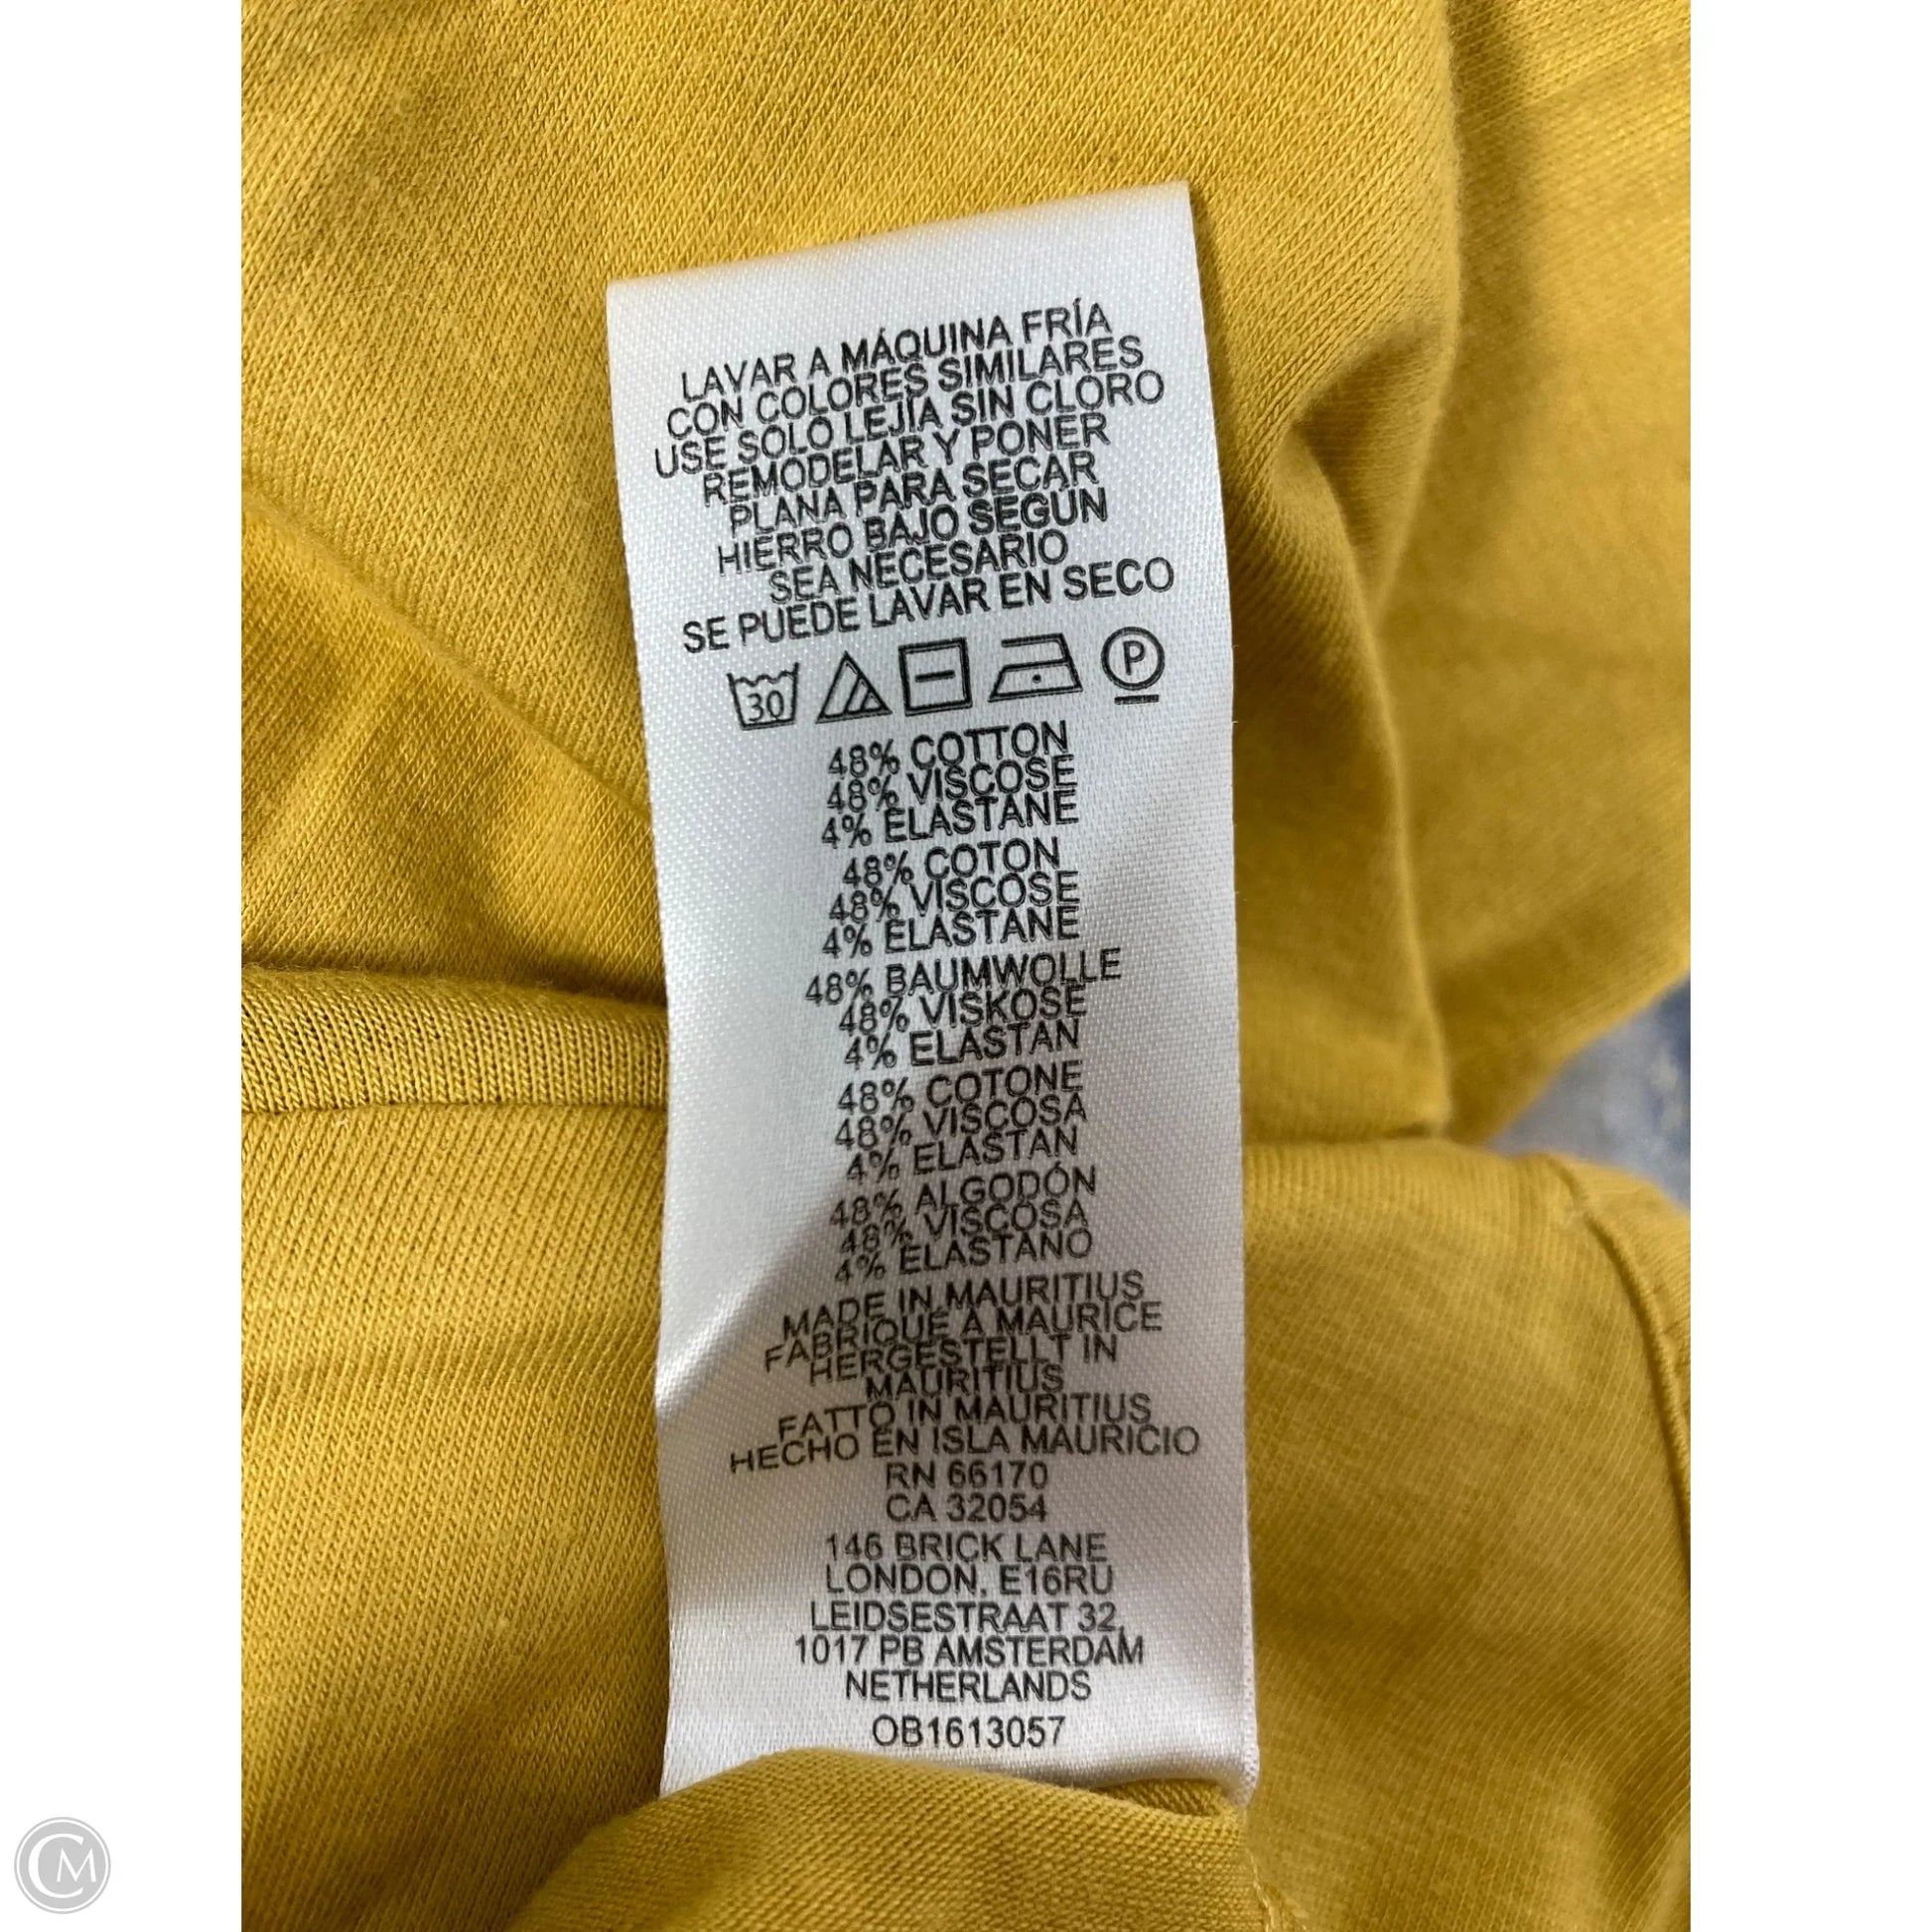 LAVAR A MÁQUINA FRÍA
CON COLORES SIMILARES
USE SOLO LEJÍA SIN CLORO
REMODELAR Y PONER
PLANA PARA SECAR
HIERRO BAJO SEGÚN
SEA NECESARIO
SE PUEDE LAVAR EN SECO
30 P
48% COTTON
48% VISCOSE
4% ELASTANE
48% COTON
48% VISCOSE
4% ELASTANE
48% BAUMWOLLE
48% VISKOSE
4% ELASTAN
48% COTONE
48% VISCOSA
4% ELASTAN
48% ALGODÓN
48% VISCOSA
4% ELASTANO
MADE IN MAURITIUS
FABRIQUÉ À MAURICE
HERGESTELLT IN
MAURITIUS
FATTO IN MAURITIUS
HECHO EN ISLA MAURICIO
RN 66170
CA 32054
146 BRICK LANE
LONDON, E16RU
LEIDSESTRAAT 32,
1017 PB AMSTERDAM
NETHERLANDS
OB1613057
CM